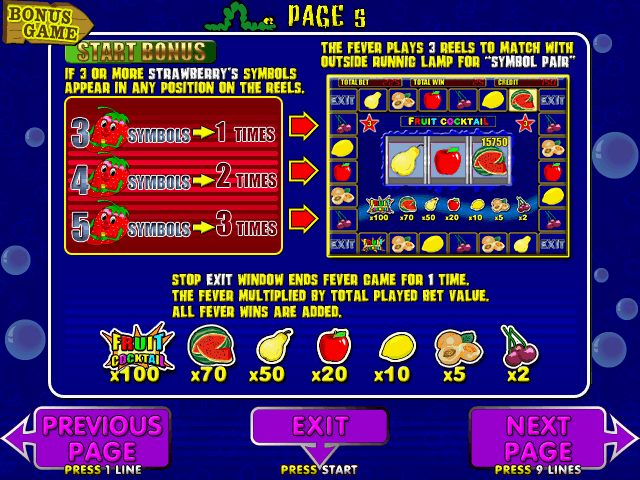 BONUS
GAME
PAGE 5
START BONUS
IF 3 OR MORE STRAWBERRY'S SYMBOLS
APPEAR IN ANY POSITION ON THE REELS.
3 SYMBOLS 1 TIMES
4 SYMBOLS 2 TIMES
5 SYMBOLS 3 TIMES
THE FEVER PLAYS 3 REELS TO MATCH WITH
OUTSIDE RUNNIG LAMP FOR "SYMBOL PAIR"
TOTAL BET TOTAL WIN CREDIT
EXIT EXIT
FRUIT COCKTAIL
15750
x100 x70 x50 x20 x10 x5 x2
EXIT EXIT
STOP EXIT WINDOW ENDS FEVER GAME FOR 1 TIME.
THE FEVER MULTIPLIED BY TOTAL PLAYED BET VALUE.
ALL FEVER WINS ARE ADDED.
FRUIT
COCKTAIL
x100 x70 x50 x20 x10 x5 x2
PREVIOUS
PAGE
PRESS 1 LINE
EXIT
PRESS START
NEXT
PAGE
PRESS 9 LINES